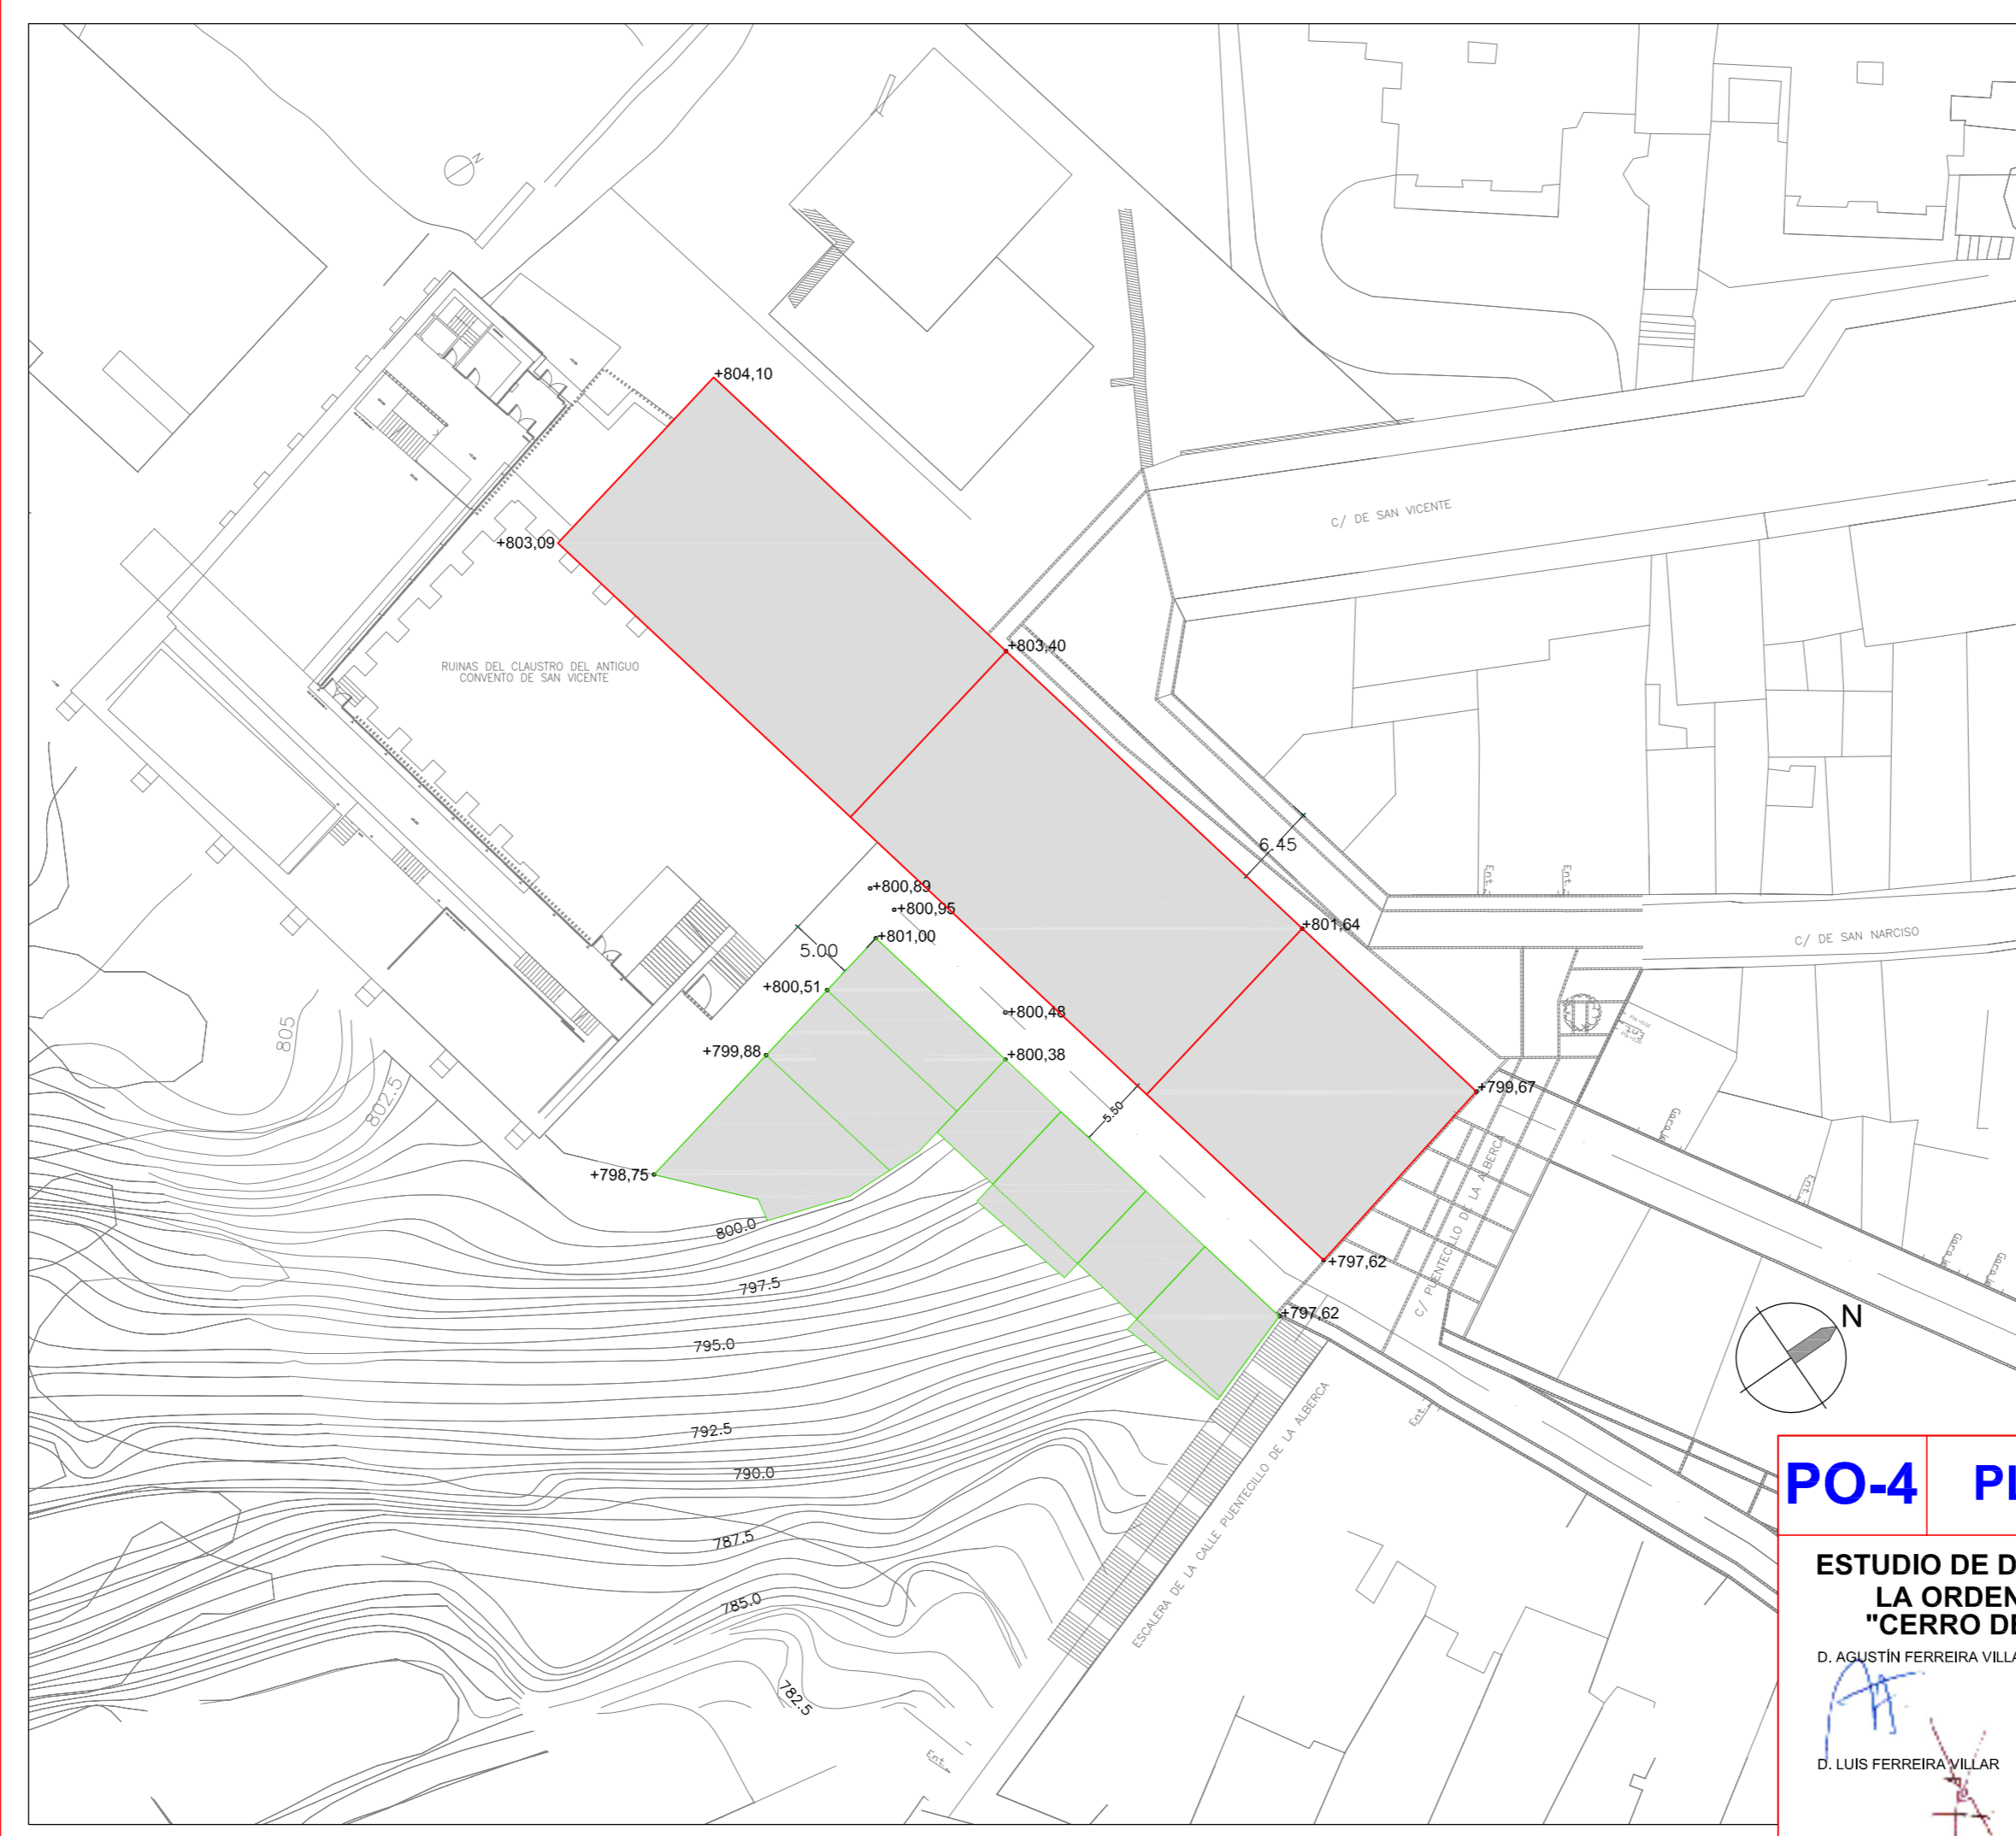 N
+804,10
+803,09
+803,40
C/ DE SAN VICENTE
RUINAS DEL CLAUSTRO DEL ANTIGUO
CONVENTO DE SAN VICENTE
6.45
+800,89
+800,95
+801,00
5.00
+801,64
C/ DE SAN NARCISO
Ent.
Ent.
+800,51
+800,48
+799,88
+800,38
5.50
+799,67
805
802.5
+798,75
C/ PUENTECILLO DE LA ALBERCA
Garaje
Ent.
Garaje
Garaje
800.0
+797,62
797.5
+797,62
N
795.0
Ent.
792.5
790.0
787.5
785.0
782.5
ESCALERA DE LA CALLE PUENTECILLO DE LA ALBERCA
Ent.
PO-4
ESTUDIO DE D
LA ORDEN
"CERRO DE
D. AGUSTÍN FERREIRA VILLA
D. LUIS FERREIRA VILLAR